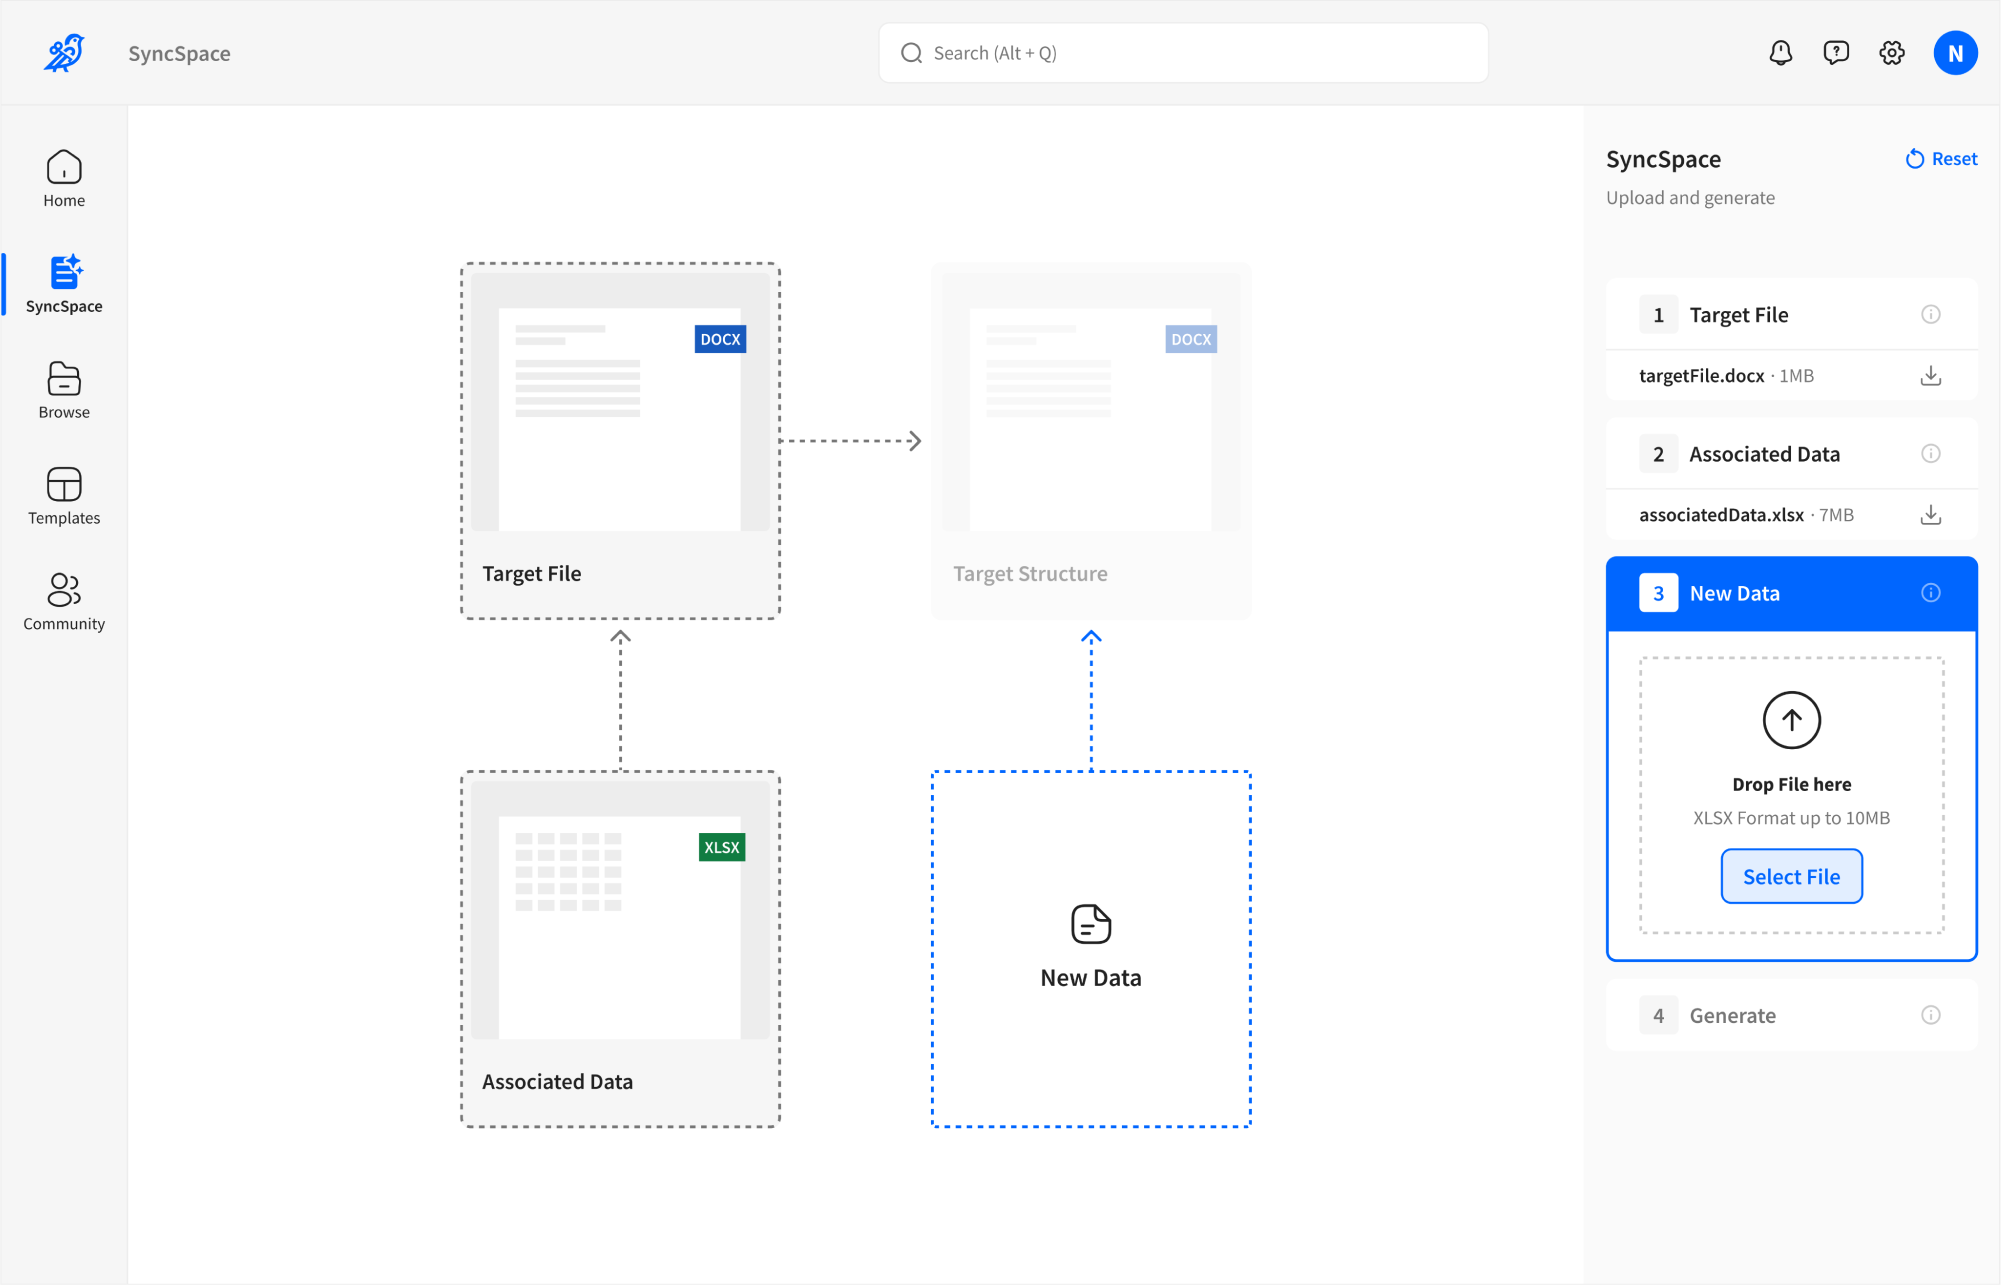 SyncSpace
Search (Alt + Q)
N
Home
SyncSpace
Browse
Templates
Community
DOCX
Target File
DOCX
Target Structure
XLSX
Associated Data
New Data
SyncSpace
Reset
Upload and generate
1 Target File
targetFile.docx · 1MB
2 Associated Data
associatedData.xlsx · 7MB
3 New Data
Drop File here
XLSX Format up to 10MB
Select File
4 Generate